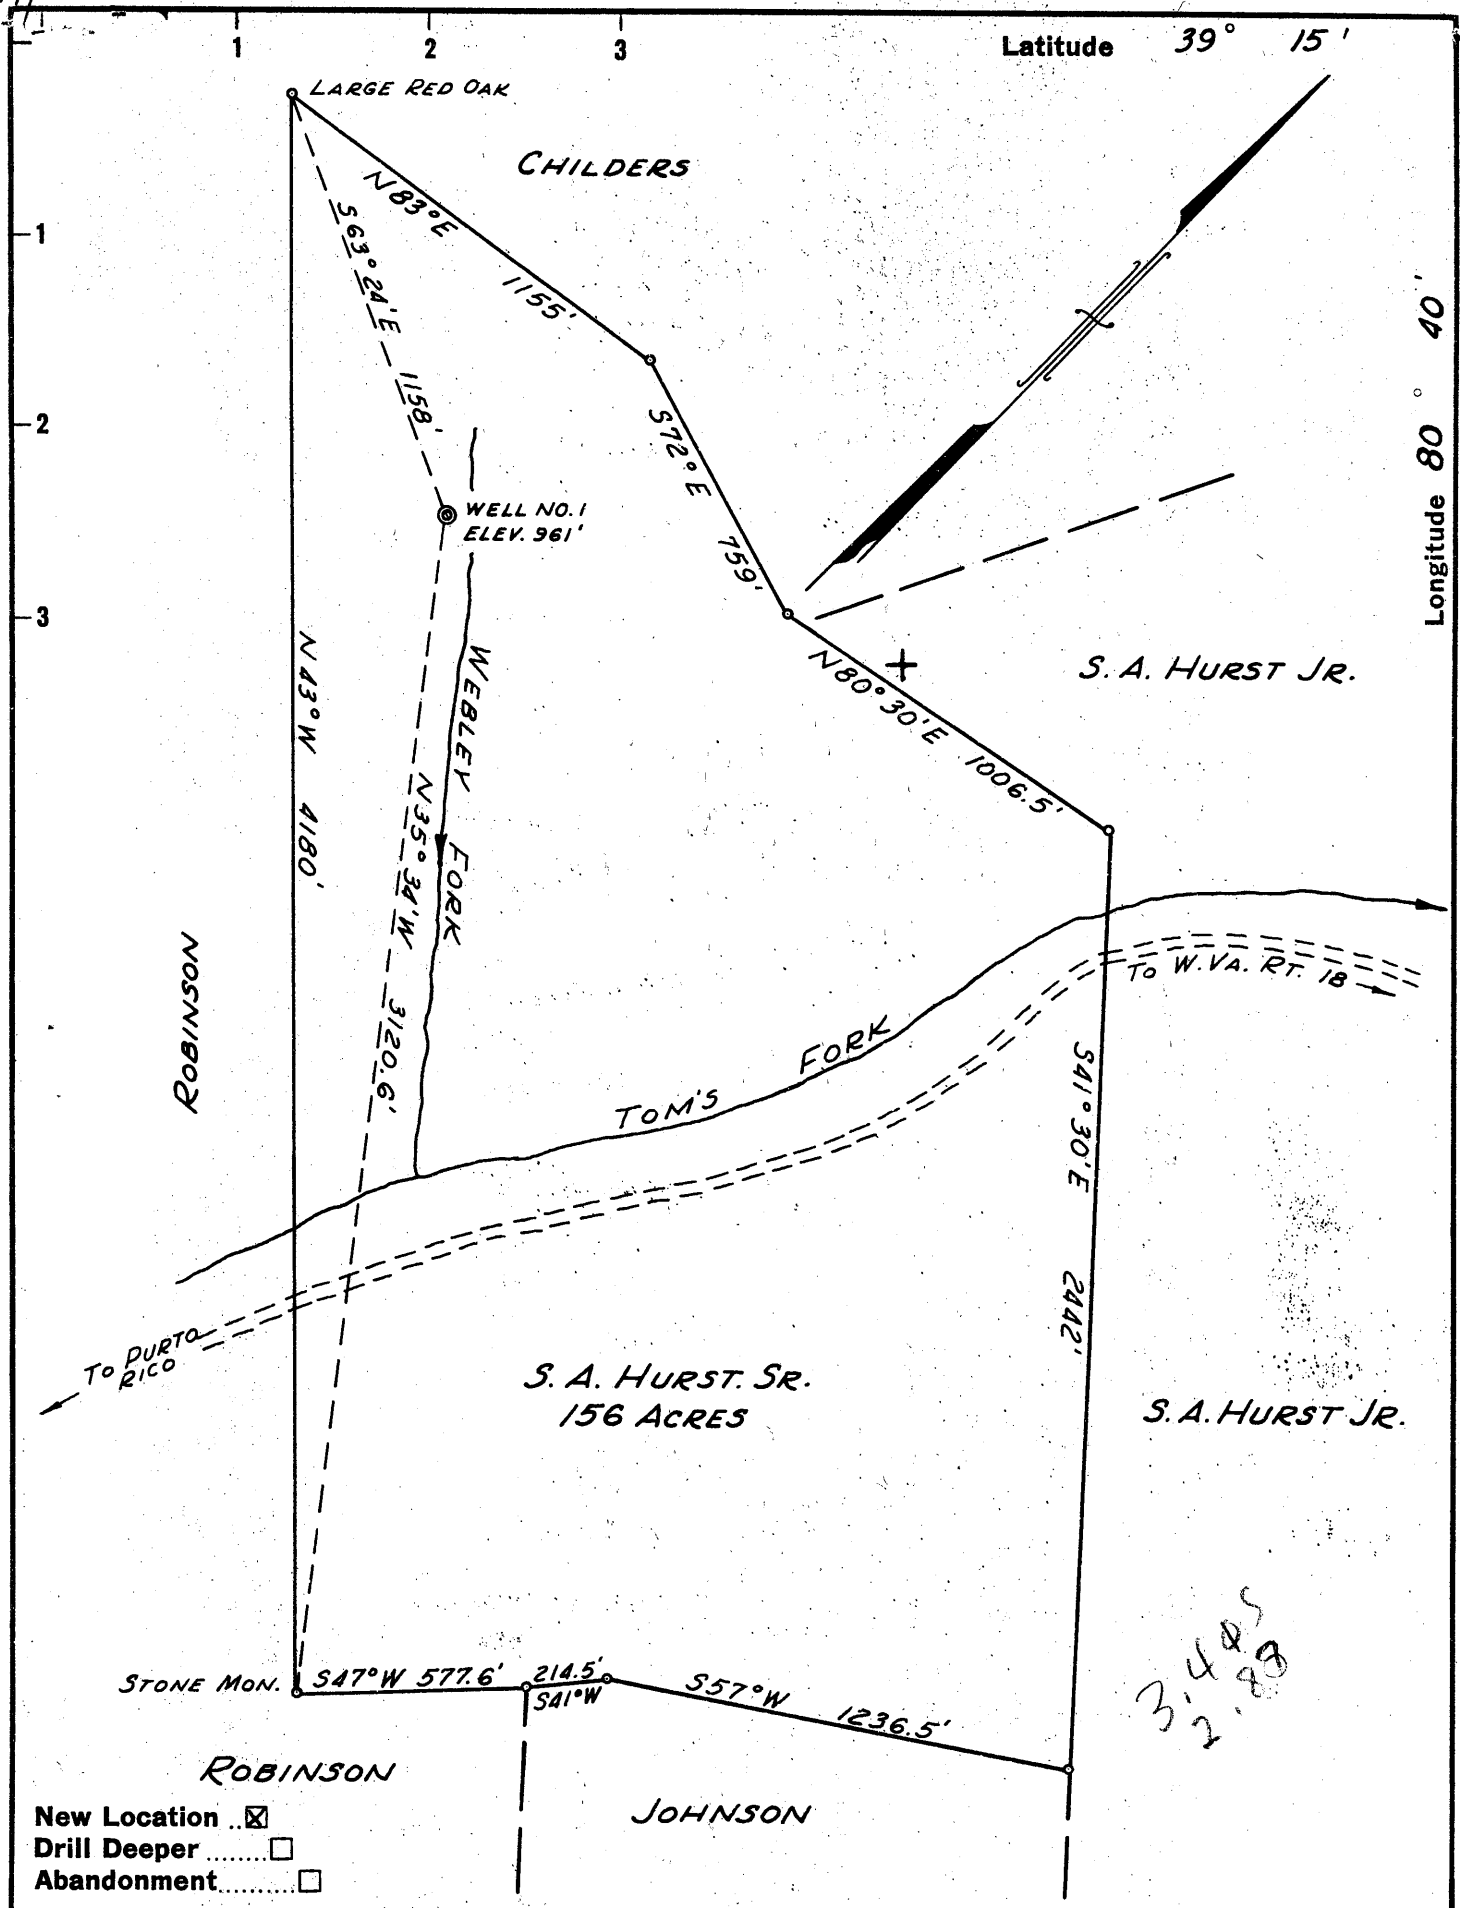 1 2 3 Latitude 39° 15'
LARGE RED OAK
CHILDERS
N83°E 1155'
S63°24'E 1158'
1
2
3
Longitude 80° 40'
S72°E 759'
WELL NO. 1
ELEV. 961'
N43°W 4180'
WEBLEY FORK
N35°34'W 3120.6'
+
N80°30'E 1006.5'
S. A. HURST JR.
ROBINSON
TO W.VA. RT. 18
TOM'S FORK
S41°30'E 2442'
TO PURTO
RICO
S. A. HURST. SR.
156 ACRES
S.A. HURST JR.
STONE MON.
S47°W 577.6'
214.5'
S41°W
S57°W 1236.5'
2.88
ROBINSON
JOHNSON
New Location ..☒
Drill Deeper ........☐
Abandonment..........☐